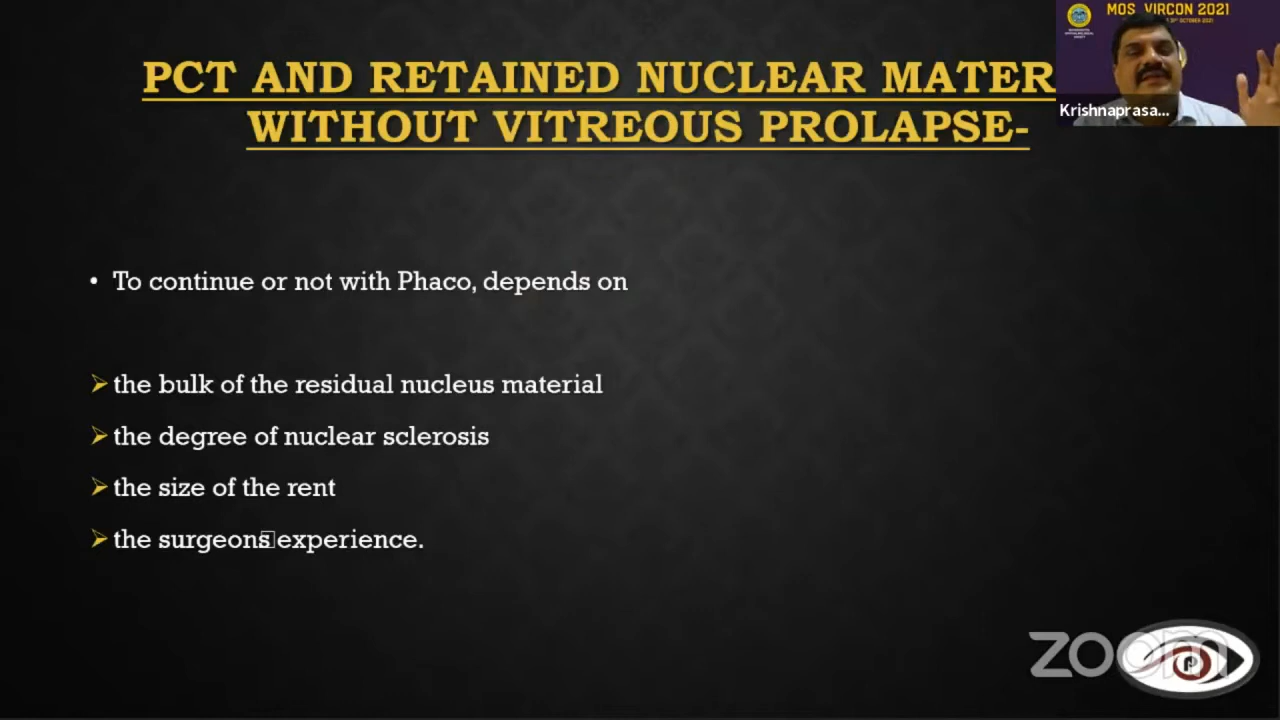 MOS VIRCON 2021
PCT AND RETAINED NUCLEAR MATER
WITHOUT VITREOUS PROLAPSE-
Krishnaprasa...
• To continue or not with Phaco, depends on
➢ the bulk of the residual nucleus material
➢ the degree of nuclear sclerosis
➢ the size of the rent
➢ the surgeons experience.
zoom